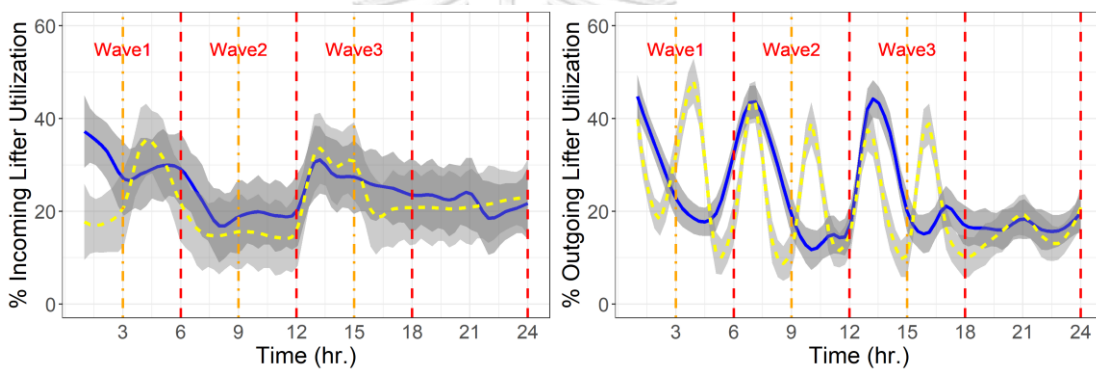 % Incoming Lifter Utilization
60
40
20
0
Wave1 Wave2 Wave3
3 6 9 12 15 18 21 24
Time (hr.)
% Outgoing Lifter Utilization
60
40
20
0
Wave1 Wave2 Wave3
3 6 9 12 15 18 21 24
Time (hr.)